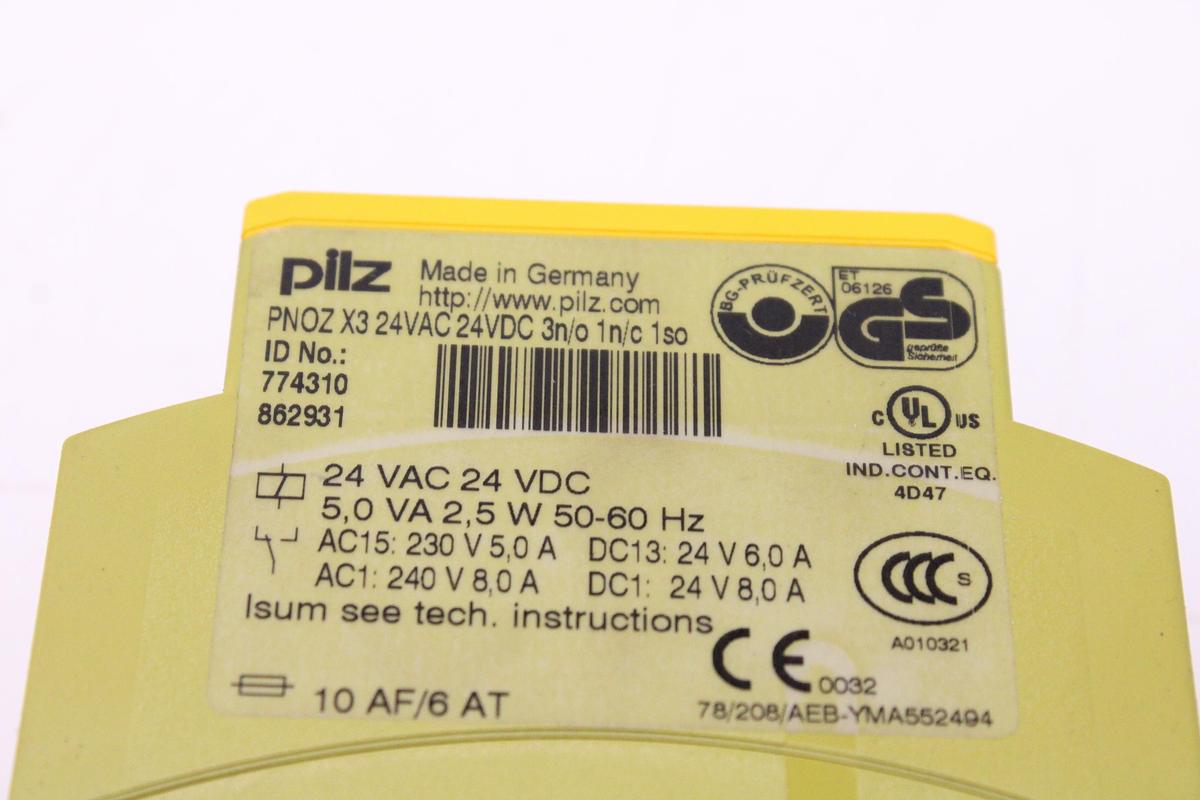 pilz
Made in Germany
http://www.pilz.com
PNOZ X3 24VAC 24VDC 3n/o 1n/c 1so
ID No.:
774310
862931
BG-PRÜFZERT
ET
06126
GS
geprüfte
Sicherheit
C UL US
LISTED
IND.CONT.EQ.
4D47
24 VAC 24 VDC
5,0 VA 2,5 W 50-60 Hz
AC15: 230 V 5,0 A DC13: 24 V 6,0 A
AC1: 240 V 8,0 A DC1: 24 V 8,0 A
Isum see tech. instructions
CCC S
A010321
CE 0032
10 AF/6 AT
78/208/AEB-YMA552494